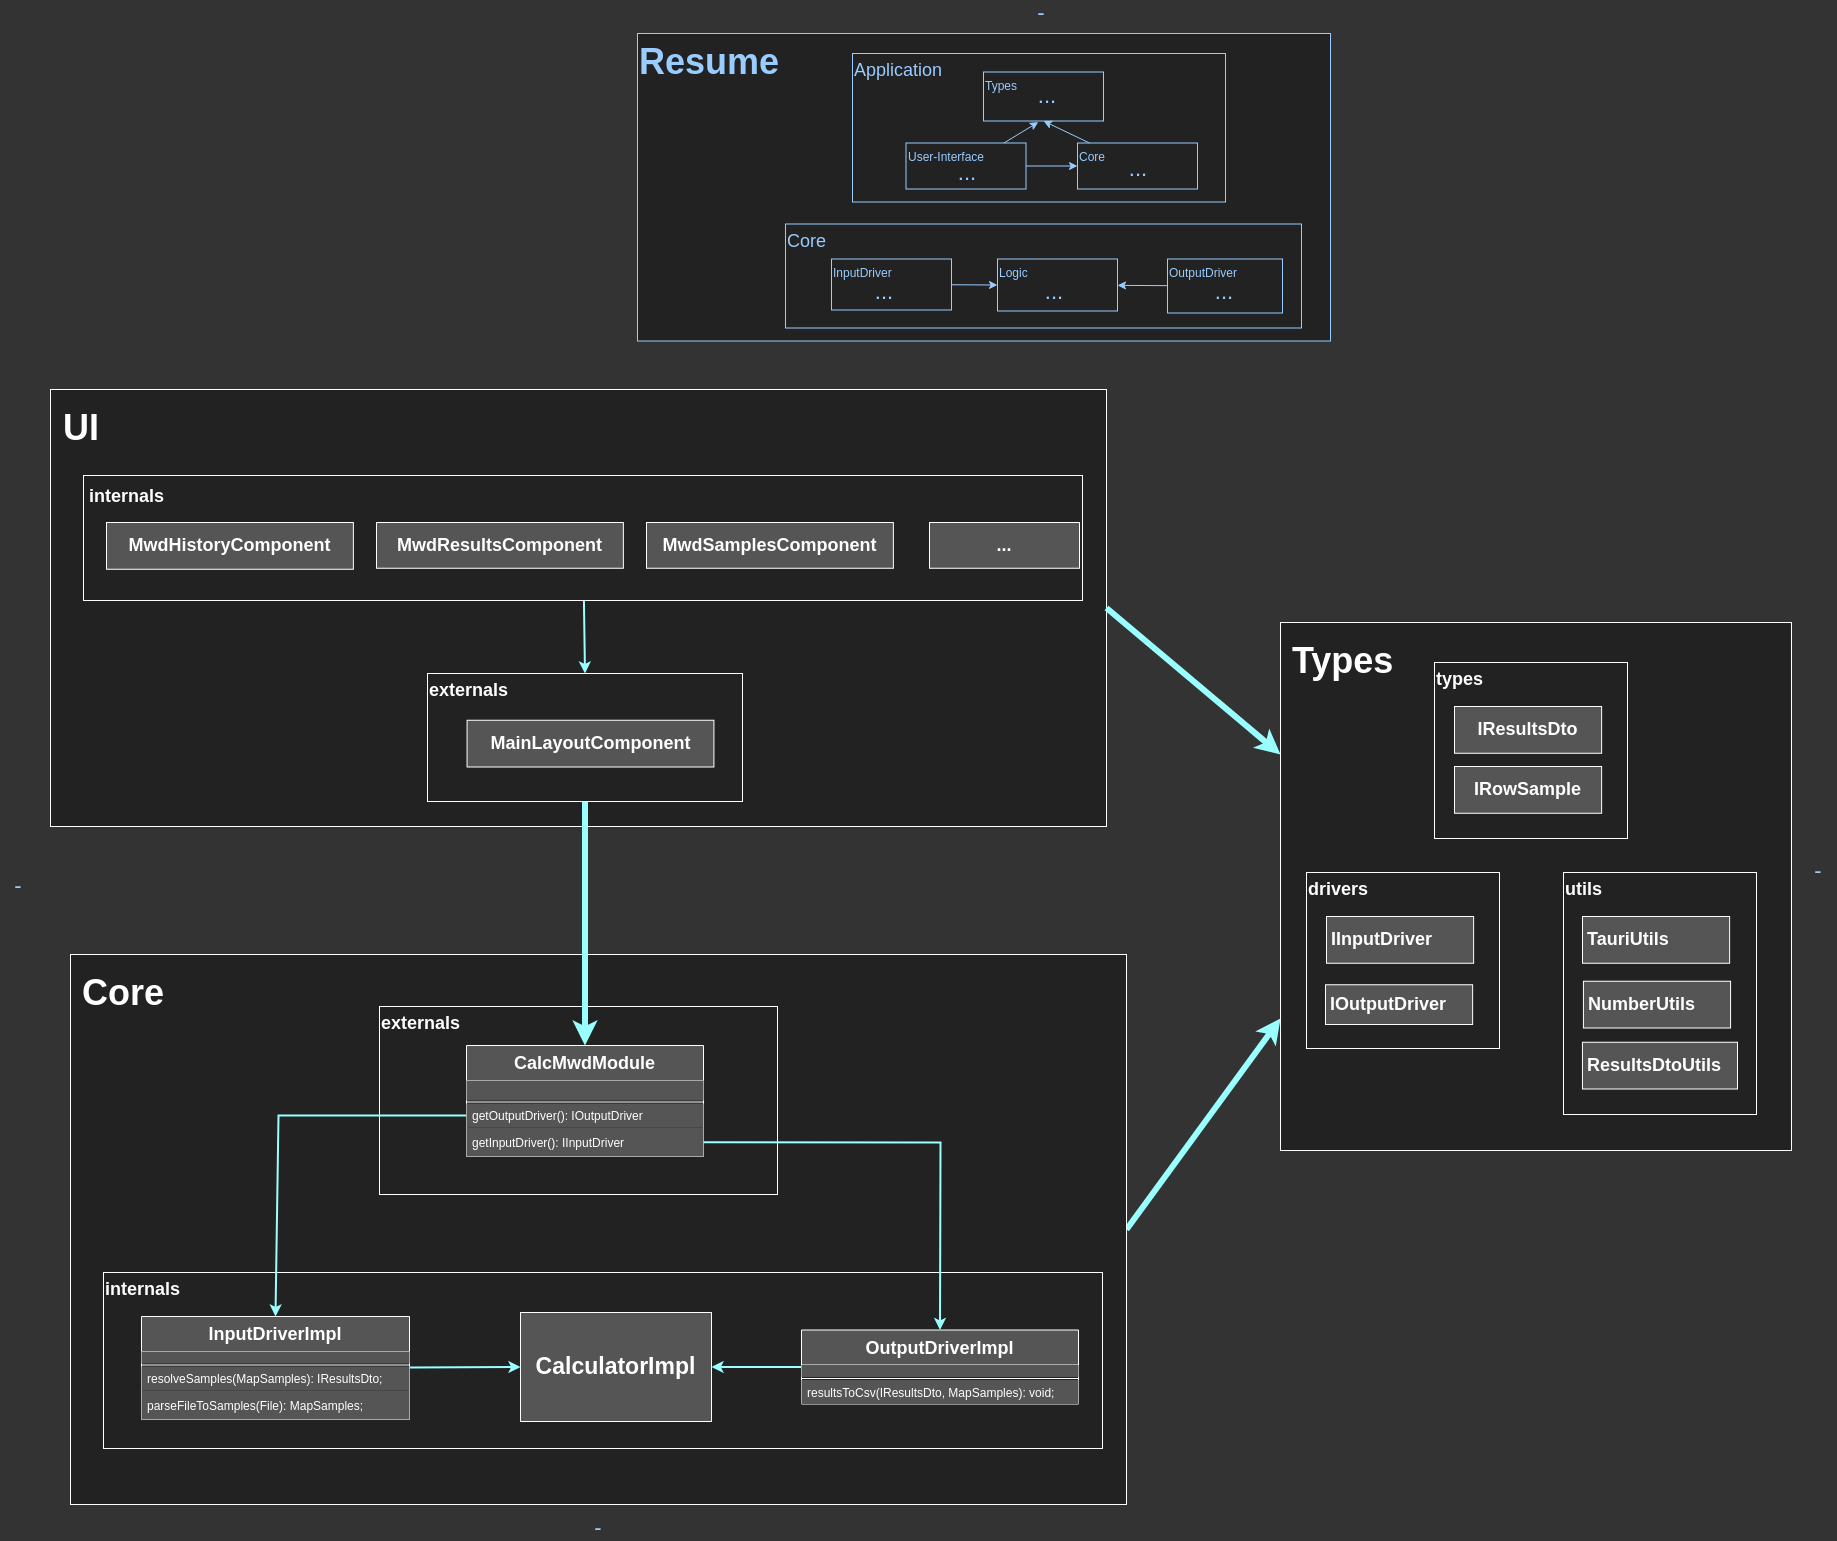 -
Resume
Application
Types
...
User-Interface
...
Core
...
Core
InputDriver
...
Logic
...
OutputDriver
...
UI
internals
MwdHistoryComponent
MwdResultsComponent
MwdSamplesComponent
...
externals
MainLayoutComponent
Types
types
IResultsDto
IRowSample
drivers
IInputDriver
IOutputDriver
utils
TauriUtils
NumberUtils
ResultsDtoUtils
-
-
Core
externals
CalcMwdModule
getOutputDriver(): IOutputDriver
getInputDriver(): IInputDriver
internals
InputDriverImpl
resolveSamples(MapSamples): IResultsDto;
parseFileToSamples(File): MapSamples;
CalculatorImpl
OutputDriverImpl
resultsToCsv(IResultsDto, MapSamples): void;
-